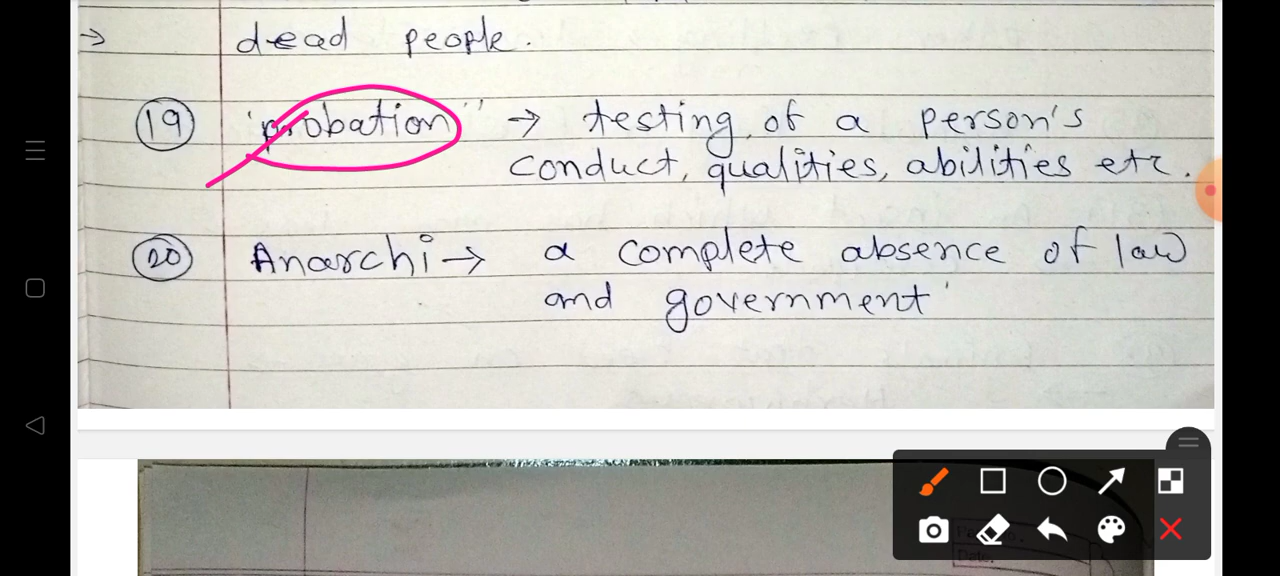 → dead people.
19 'probation'' → testing of a person's
conduct, qualities, abilities etc.
20 Anarchi → a complete absence of law
and government'